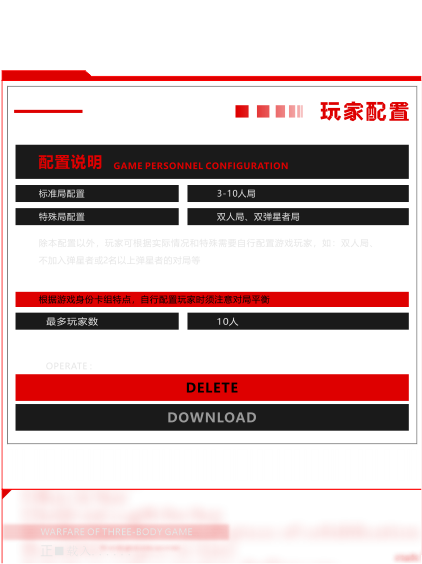 玩家配置
配置说明 GAME PERSONNEL CONFIGURATION
标准局配置 3-10人局
特殊局配置 双人局、双弹星者局
除本配置以外，玩家可根据实际情况和特殊需要自行配置游戏玩家，如：双人局、
不加入弹星者或2名以上弹星者的对局等
根据游戏身份卡组特点，自行配置玩家时须注意对局平衡
最多玩家数 10人
OPERATE :
DELETE
DOWNLOAD
WARFARE OF THREE-BODY GAME